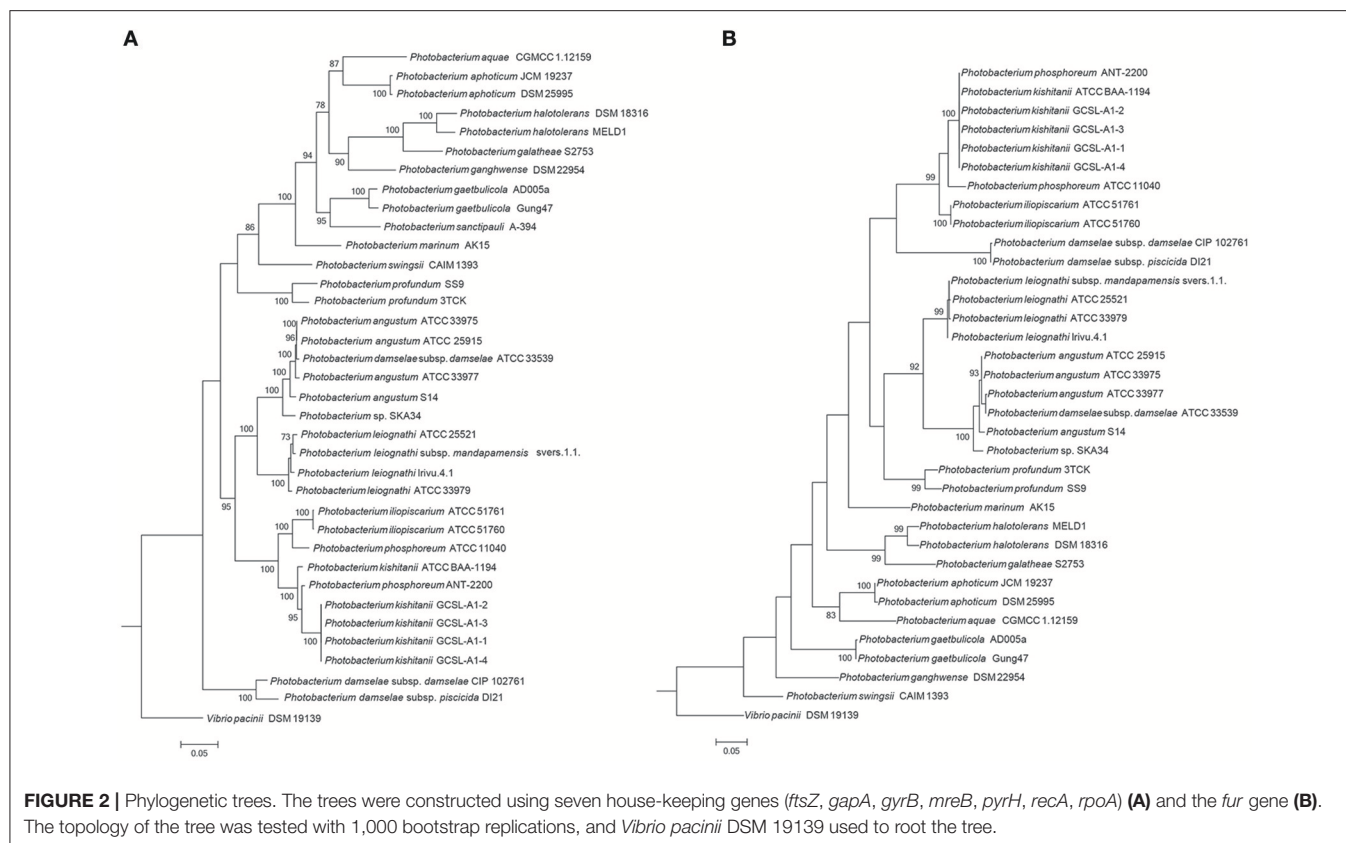 A
87
Photobacterium aquae CGMCC 1.12159
Photobacterium aphoticum JCM 19237
100
Photobacterium aphoticum DSM 25995
78
100
Photobacterium halotolerans DSM 18316
100
Photobacterium halotolerans MELD1
94
Photobacterium galatheae S2753
90
Photobacterium ganghwense DSM 22954
100
Photobacterium gaetbulicola AD005a
100
Photobacterium gaetbulicola Gung47
95
Photobacterium sanctipauli A-394
86
Photobacterium marinum AK15
Photobacterium swingsii CAIM 1393
Photobacterium profundum SS9
100
Photobacterium profundum 3TCK
100
Photobacterium angustum ATCC 33975
96
Photobacterium angustum ATCC 25915
100
Photobacterium damselae subsp. damselae ATCC 33539
100
Photobacterium angustum ATCC 33977
100
Photobacterium angustum S14
Photobacterium sp. SKA34
100
73
Photobacterium leiognathi ATCC 25521
Photobacterium leiognathi subsp. mandapamensis svers.1.1.
Photobacterium leiognathi lrivu.4.1
100
Photobacterium leiognathi ATCC 33979
95
100
Photobacterium iliopiscarium ATCC 51761
100
Photobacterium iliopiscarium ATCC 51760
Photobacterium phosphoreum ATCC 11040
100
Photobacterium kishitanii ATCC BAA-1194
100
Photobacterium phosphoreum ANT-2200
95
Photobacterium kishitanii GCSL-A1-2
Photobacterium kishitanii GCSL-A1-3
100
Photobacterium kishitanii GCSL-A1-1
Photobacterium kishitanii GCSL-A1-4
Photobacterium damselae subsp. damselae CIP 102761
100
Photobacterium damselae subsp. piscicida DI21
Vibrio pacinii DSM 19139
0.05
B
Photobacterium phosphoreum ANT-2200
Photobacterium kishitanii ATCC BAA-1194
100
Photobacterium kishitanii GCSL-A1-2
Photobacterium kishitanii GCSL-A1-3
Photobacterium kishitanii GCSL-A1-1
Photobacterium kishitanii GCSL-A1-4
99
Photobacterium phosphoreum ATCC 11040
Photobacterium iliopiscarium ATCC 51761
100
Photobacterium iliopiscarium ATCC 51760
Photobacterium damselae subsp. damselae CIP 102761
100
Photobacterium damselae subsp. piscicida DI21
Photobacterium leiognathi subsp. mandapamensis svers.1.1.
Photobacterium leiognathi ATCC 25521
99
Photobacterium leiognathi ATCC 33979
Photobacterium leiognathi lrivu.4.1
92
Photobacterium angustum ATCC 25915
93
Photobacterium angustum ATCC 33975
Photobacterium angustum ATCC 33977
Photobacterium damselae subsp. damselae ATCC 33539
100
Photobacterium angustum S14
Photobacterium sp. SKA34
Photobacterium profundum 3TCK
99
Photobacterium profundum SS9
Photobacterium marinum AK15
99
Photobacterium halotolerans MELD1
Photobacterium halotolerans DSM 18316
99
Photobacterium galatheae S2753
100
Photobacterium aphoticum JCM 19237
Photobacterium aphoticum DSM 25995
83
Photobacterium aquae CGMCC 1.12159
Photobacterium gaetbulicola AD005a
100
Photobacterium gaetbulicola Gung47
Photobacterium ganghwense DSM 22954
Photobacterium swingsii CAIM 1393
Vibrio pacinii DSM 19139
0.05
FIGURE 2 | Phylogenetic trees. The trees were constructed using seven house-keeping genes (ftsZ, gapA, gyrB, mreB, pyrH, recA, rpoA) (A) and the fur gene (B).
The topology of the tree was tested with 1,000 bootstrap replications, and Vibrio pacinii DSM 19139 used to root the tree.